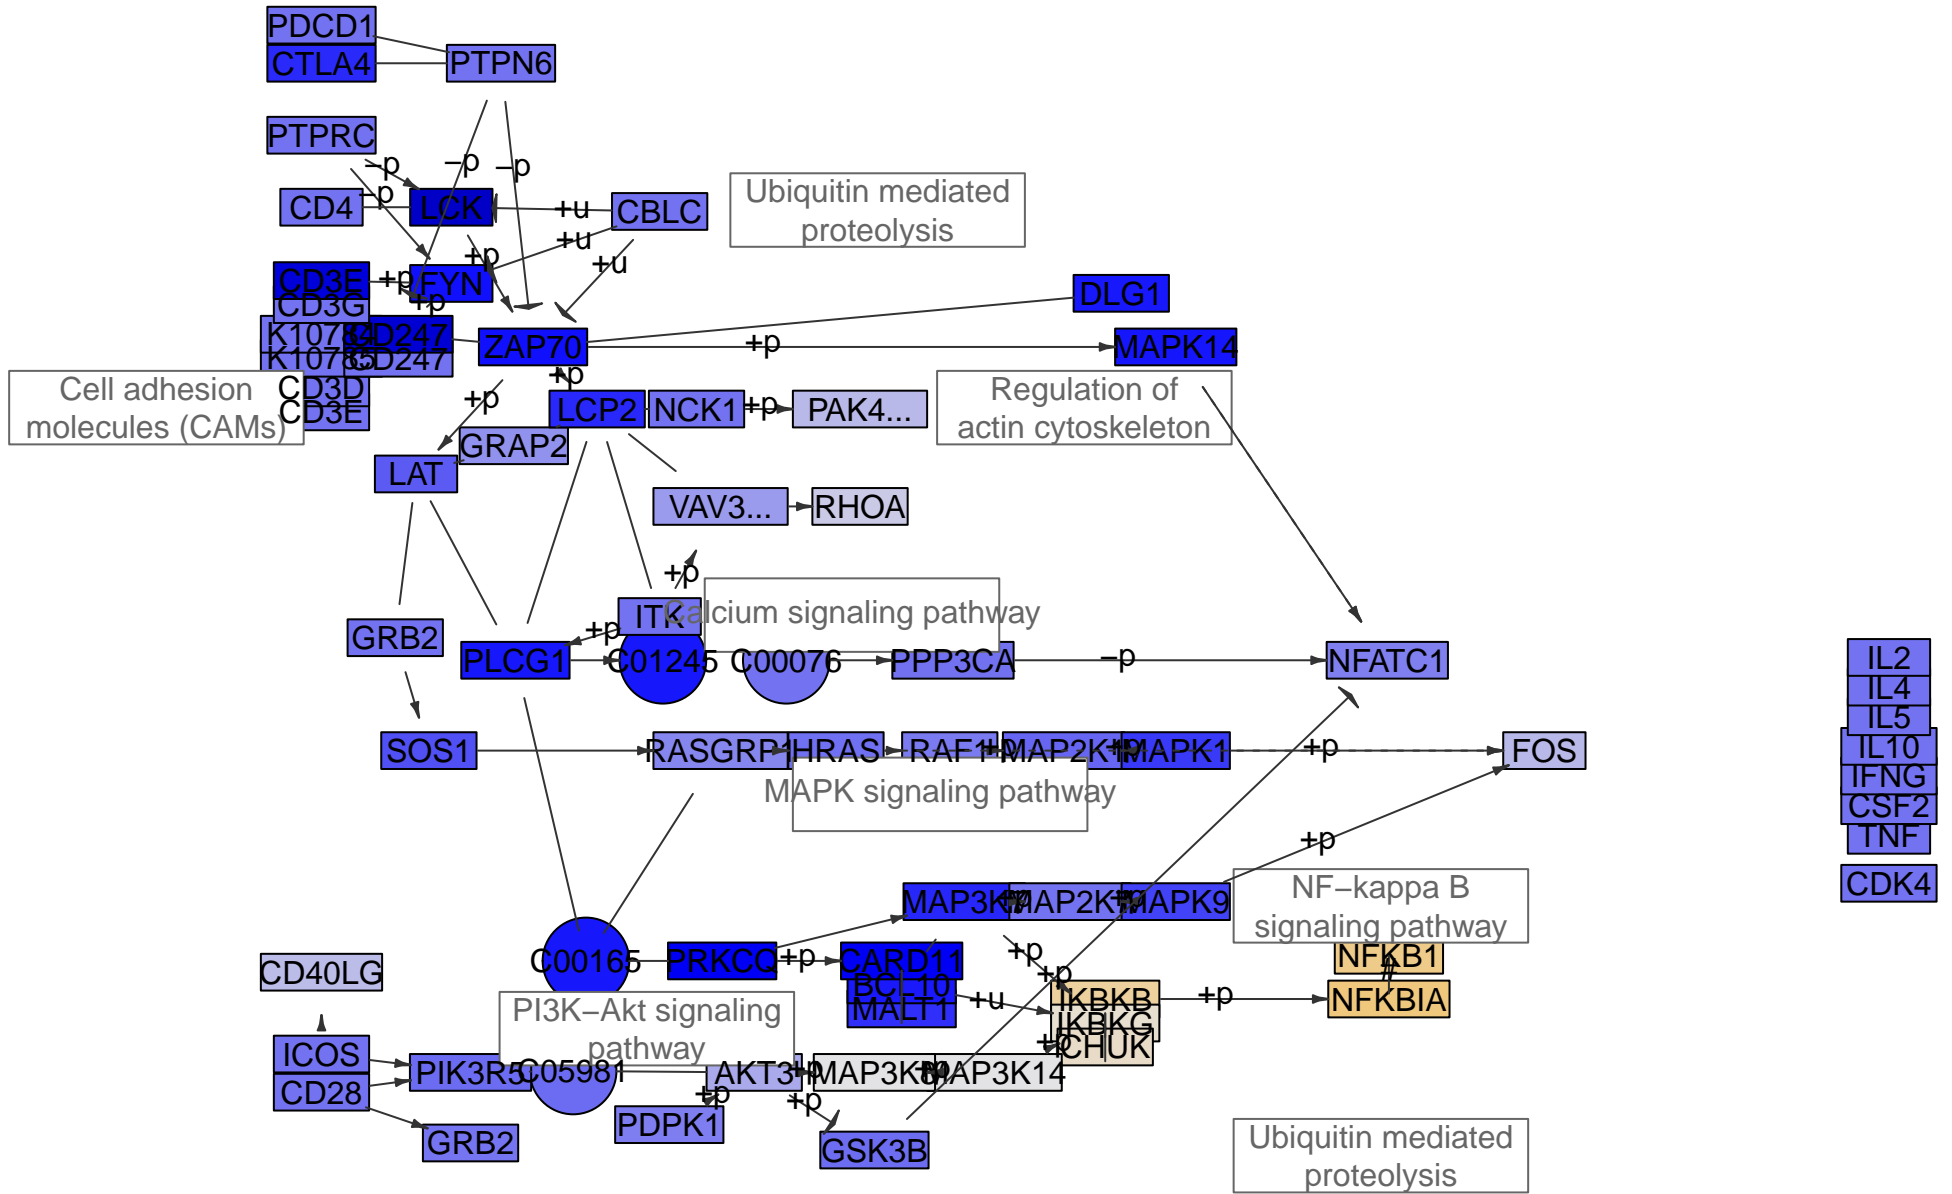 PDCD1
CTLA4
PTPN6
PTPRC
−p
−p
−p
−p
CD4
LCK
+u
CBLC
Ubiquitin mediated
proteolysis
+u
+u
+p
CD3E
+p
FYN
+p
CD3G
DLG1
CD247
ZAP70
+p
MAPK14
CD247
CD3D
CD3E
Cell adhesion
molecules (CAMs)
+p
+p
LCP2
NCK1
+p
PAK4...
Regulation of
actin cytoskeleton
GRAP2
LAT
VAV3...
RHOA
+p
ITK
Calcium signaling pathway
GRB2
+p
PLCG1
C01245
C00076
PPP3CA
−p
NFATC1
IL2
IL4
IL5
IL10
IFNG
CSF2
TNF
CDK4
SOS1
RASGRP1
HRAS
RAF1
MAP2K1
MAPK1
+p
FOS
MAPK signaling pathway
+p
MAP3K7
MAP2K7
MAPK9
NF−kappa B
signaling pathway
C00165
PRKCQ
+p
CARD11
BCL10
MALT1
+u
+p
+p
IKBKB
IKBKG
CHUK
+p
+p
NFKB1
NFKBIA
CD40LG
PI3K−Akt signaling
pathway
ICOS
CD28
PIK3R5
C05981
AKT3
+p
MAP3K8
+p
MAP3K14
+p
+p
PDPK1
GRB2
GSK3B
Ubiquitin mediated
proteolysis